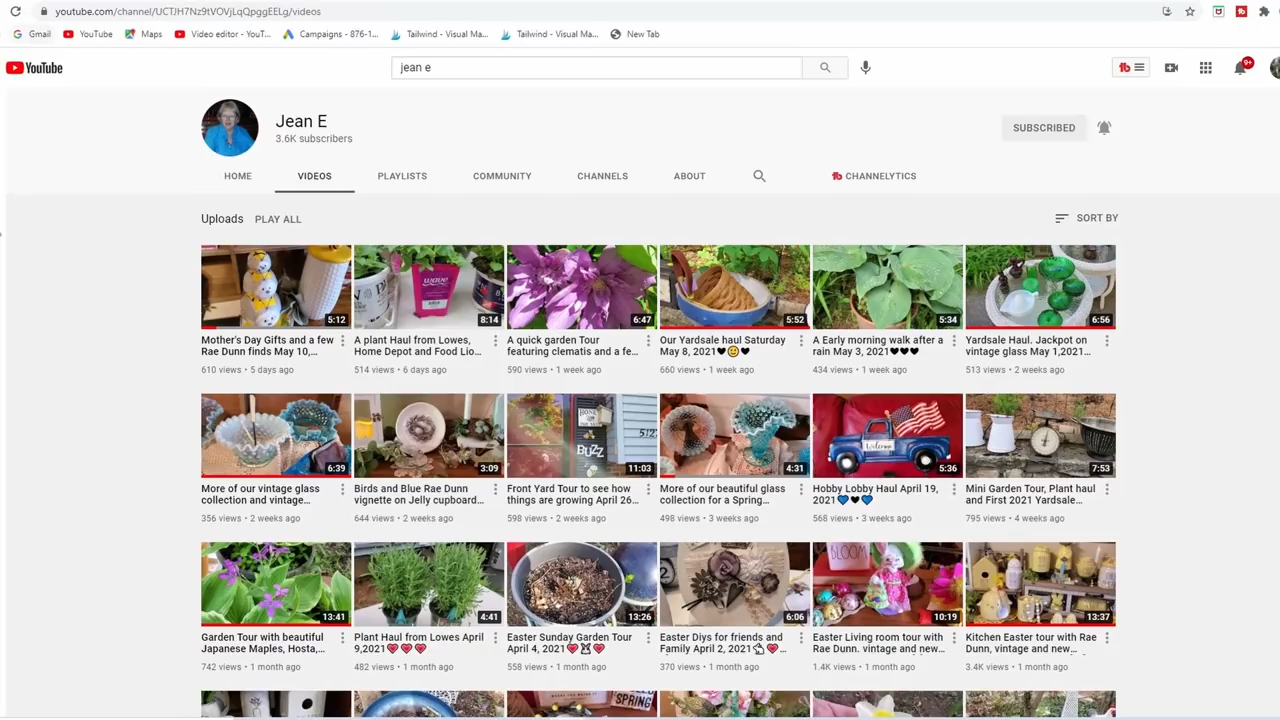 youtube.com/channel/UCTJH7Nz9tVOVjLqQpggEELg/videos
Gmail YouTube Maps Video editor - YouT... Campaigns - 876-1... Tailwind - Visual Ma... Tailwind - Visual Ma... New Tab
YouTube jean e 9+
Jean E
3.6K subscribers
SUBSCRIBED
HOME VIDEOS PLAYLISTS COMMUNITY CHANNELS ABOUT CHANNELYTICS
Uploads PLAY ALL SORT BY
wave
5:12 8:14 6:47 5:52 5:34 6:56
Mother's Day Gifts and a few Rae Dunn finds May 10,...
610 views • 5 days ago
A plant Haul from Lowes, Home Depot and Food Lio...
514 views • 6 days ago
A quick garden Tour featuring clematis and a fe...
590 views • 1 week ago
Our Yardsale haul Saturday May 8, 2021🖤🙂🖤
660 views • 1 week ago
A Early morning walk after a rain May 3, 2021🖤🖤🖤
434 views • 1 week ago
Yardsale Haul. Jackpot on vintage glass May 1,2021...
513 views • 2 weeks ago
HONEY
BUZZ
512
Welcome
6:39 3:09 11:03 4:31 5:36 7:53
More of our vintage glass collection and vintage...
356 views • 2 weeks ago
Birds and Blue Rae Dunn vignette on Jelly cupboard...
644 views • 2 weeks ago
Front Yard Tour to see how things are growing April 26...
598 views • 2 weeks ago
More of our beautiful glass collection for a Spring...
498 views • 3 weeks ago
Hobby Lobby Haul April 19, 2021💙🖤💙
568 views • 3 weeks ago
Mini Garden Tour, Plant haul and First 2021 Yardsale...
795 views • 4 weeks ago
BLOOM
13:41 4:41 13:26 6:06 10:19 13:37
Garden Tour with beautiful Japanese Maples, Hosta,...
742 views • 1 month ago
Plant Haul from Lowes April 9,2021💗💗💗
482 views • 1 month ago
Easter Sunday Garden Tour April 4, 2021💗🐰💗
558 views • 1 month ago
Easter Diys for friends and Family April 2, 2021🐇💗...
370 views • 1 month ago
Easter Living room tour with Rae Dunn. vintage and new...
1.4K views • 1 month ago
Kitchen Easter tour with Rae Dunn, vintage and new...
3.4K views • 1 month ago
SPRING